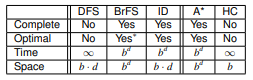 DFS BrFS ID A* HC
Complete No Yes Yes Yes No
Optimal No Yes* Yes Yes No
Time ∞ b^d b^d b^d ∞
Space b · d b^d b · d b^d b